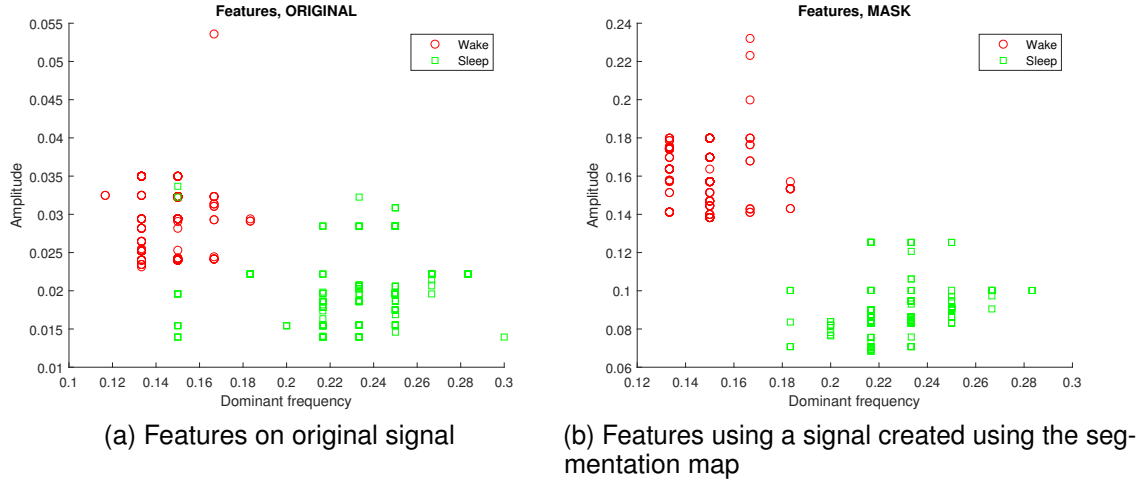 Features, ORIGINAL
0.055
0.05
0.045
0.04
0.035
0.03
0.025
0.02
0.015
0.01
Amplitude
Wake
Sleep
0.1 0.12 0.14 0.16 0.18 0.2 0.22 0.24 0.26 0.28 0.3
Dominant frequency
(a) Features on original signal
Features, MASK
0.24
0.22
0.2
0.18
0.16
0.14
0.12
0.1
0.08
0.06
Amplitude
Wake
Sleep
0.12 0.14 0.16 0.18 0.2 0.22 0.24 0.26 0.28 0.3
Dominant frequency
(b) Features using a signal created using the seg-
mentation map